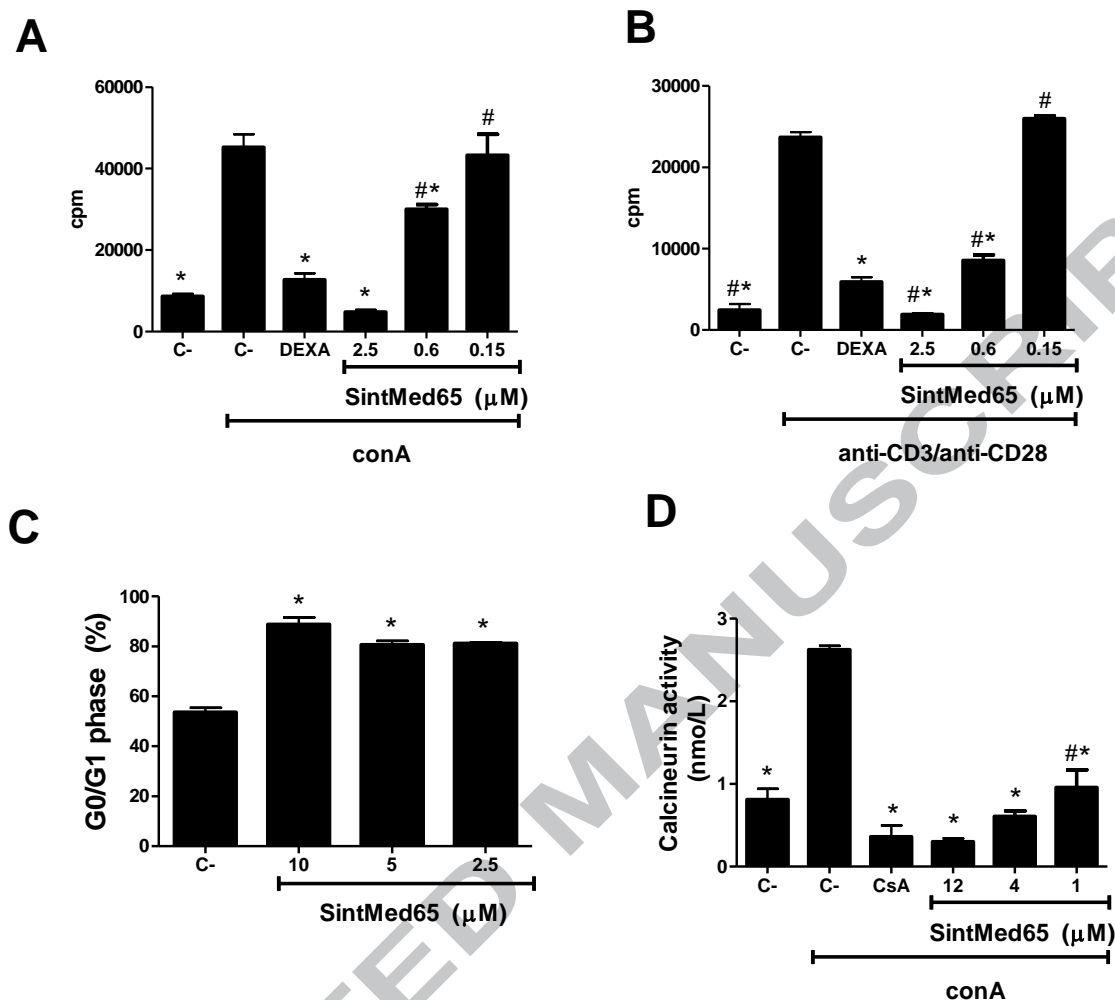 A
60000
40000
20000
0
cpm
*
*
*
#*
#
C-
C-
DEXA
2.5
0.6
0.15
SintMed65 (μM)
conA
B
30000
20000
10000
0
cpm
#*
*
#*
#*
#
C-
C-
DEXA
2.5
0.6
0.15
SintMed65 (μM)
anti-CD3/anti-CD28
C
100
80
60
40
20
0
G0/G1 phase (%)
*
*
*
C-
10
5
2.5
SintMed65 (μM)
D
3
2
1
0
Calcineurin activity
(nmo/L)
*
*
*
*
#*
C-
C-
CsA
12
4
1
SintMed65 (μM)
conA
TED MANUSCRIP